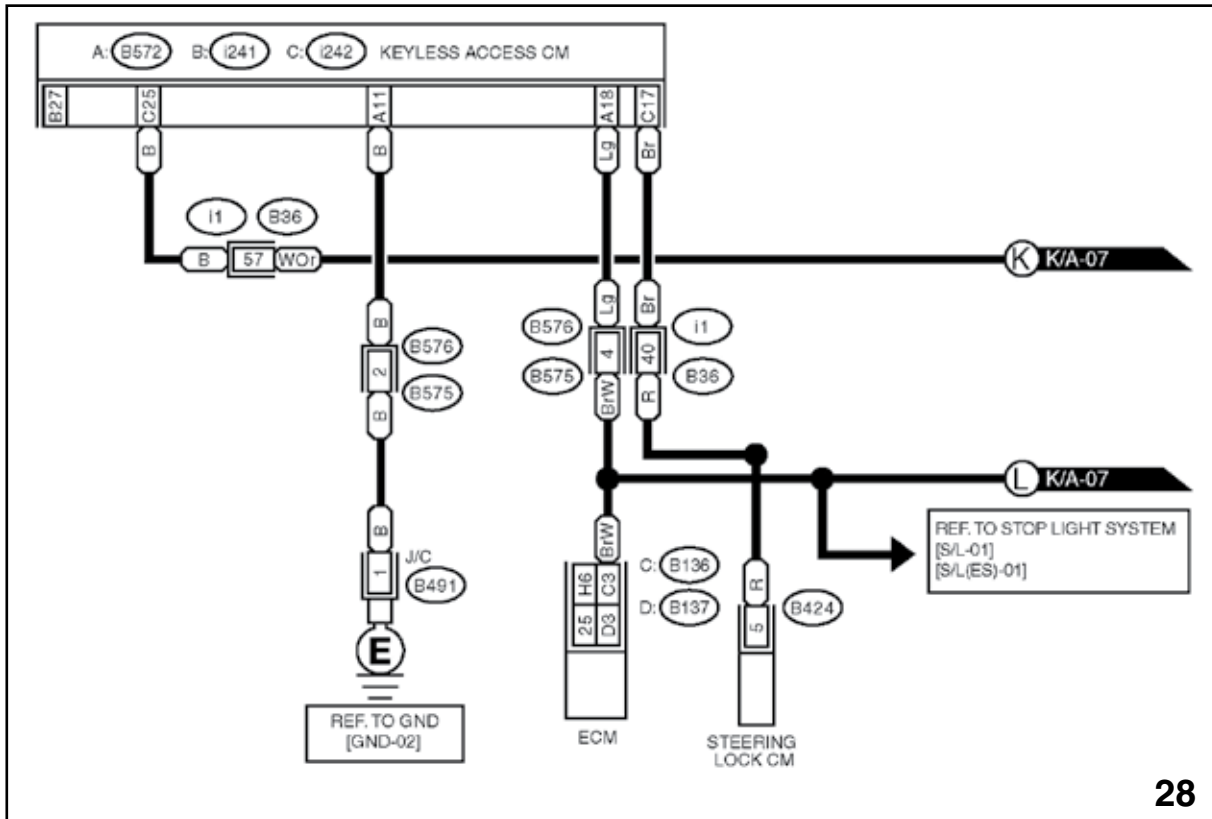 A: B572 B: i241 C: i242 KEYLESS ACCESS CM
B27 C25 A11 A18 C17
B B Lg Br
i1 B36
B 57 WOr K K/A-07
B Lg Br
B576 B576 i1
2 4 40
B575 B575 B36
B BrW R
L K/A-07
REF. TO STOP LIGHT SYSTEM
[S/L-01]
[S/L(ES)-01]
B BrW
J/C C: B136
1 H6 C3 R
B491 D: B137 B424
25 D3 5
E
REF. TO GND
[GND-02]
ECM
STEERING
LOCK CM
28